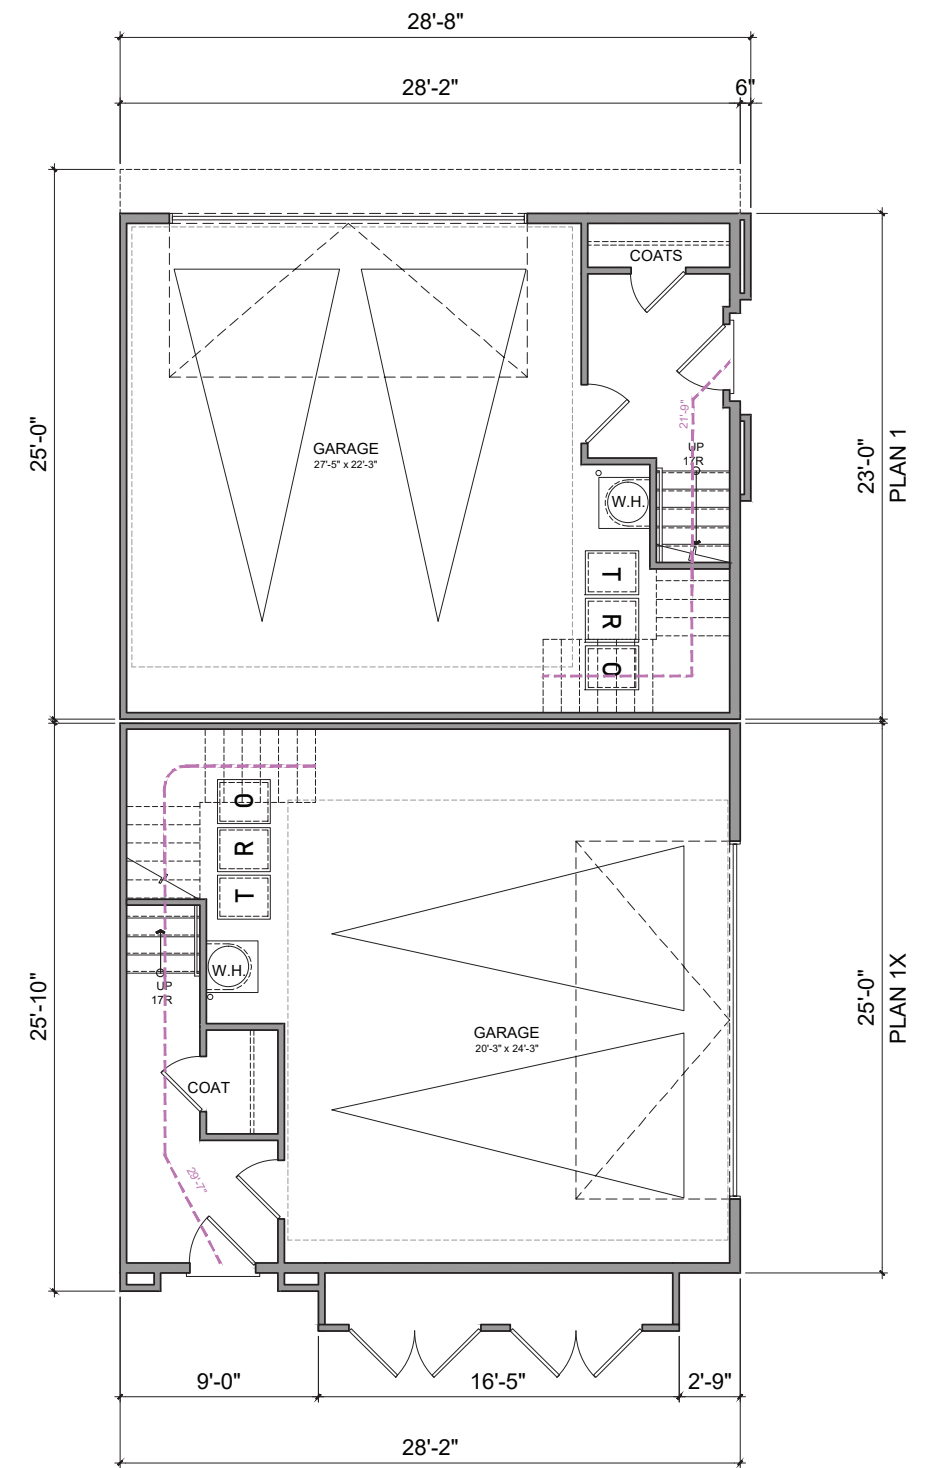 28'-8"
28'-2"
6"
COATS
25'-0"
21'-9"
23'-0"
PLAN 1
GARAGE
27'-5" x 22'-3"
UP
17R
W.H.
T
R
O
O
R
T
W.H.
UP
17R
25'-10"
25'-0"
PLAN 1X
GARAGE
20'-3" x 24'-3"
COAT
29'-7"
9'-0"
16'-5"
2'-9"
28'-2"